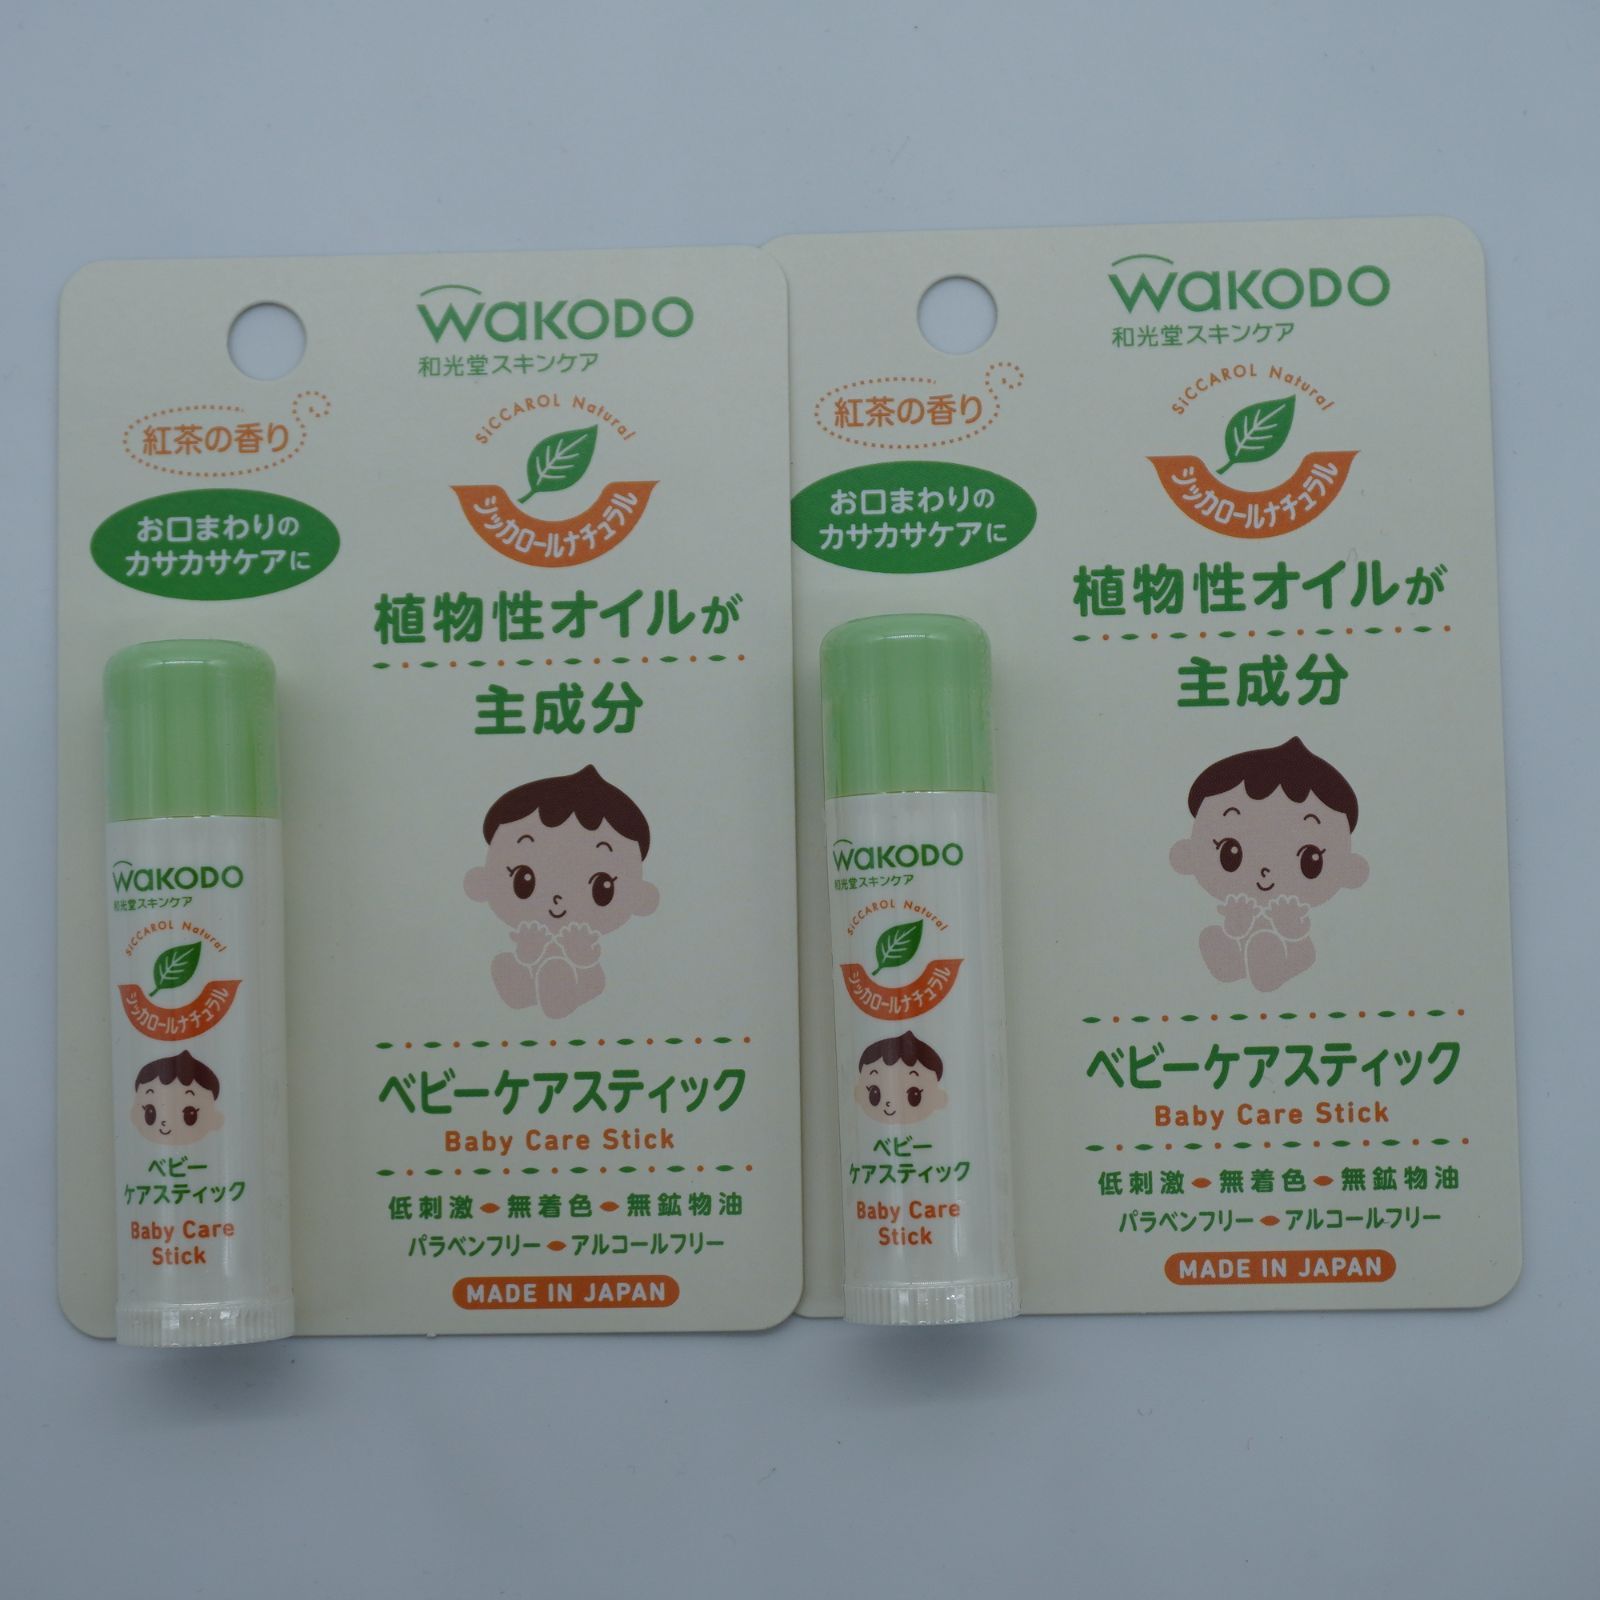 WAKODO
和光堂スキンケア
紅茶の香り
SiCCAROL Natural
シッカロールナチュラル
お口まわりの
カサカサケアに
植物性オイルが
主成分
WAKODO
和光堂スキンケア
SiCCAROL Natural
シッカロールナチュラル
ベビー
ケアスティック
Baby Care
Stick
ベビーケアスティック
Baby Care Stick
低刺激 無着色 無鉱物油
パラベンフリー アルコールフリー
MADE IN JAPAN
WAKODO
和光堂スキンケア
紅茶の香り
SiCCAROL Natural
シッカロールナチュラル
お口まわりの
カサカサケアに
植物性オイルが
主成分
WAKODO
和光堂スキンケア
SiCCAROL Natural
シッカロールナチュラル
ベビー
ケアスティック
Baby Care
Stick
ベビーケアスティック
Baby Care Stick
低刺激 無着色 無鉱物油
パラベンフリー アルコールフリー
MADE IN JAPAN